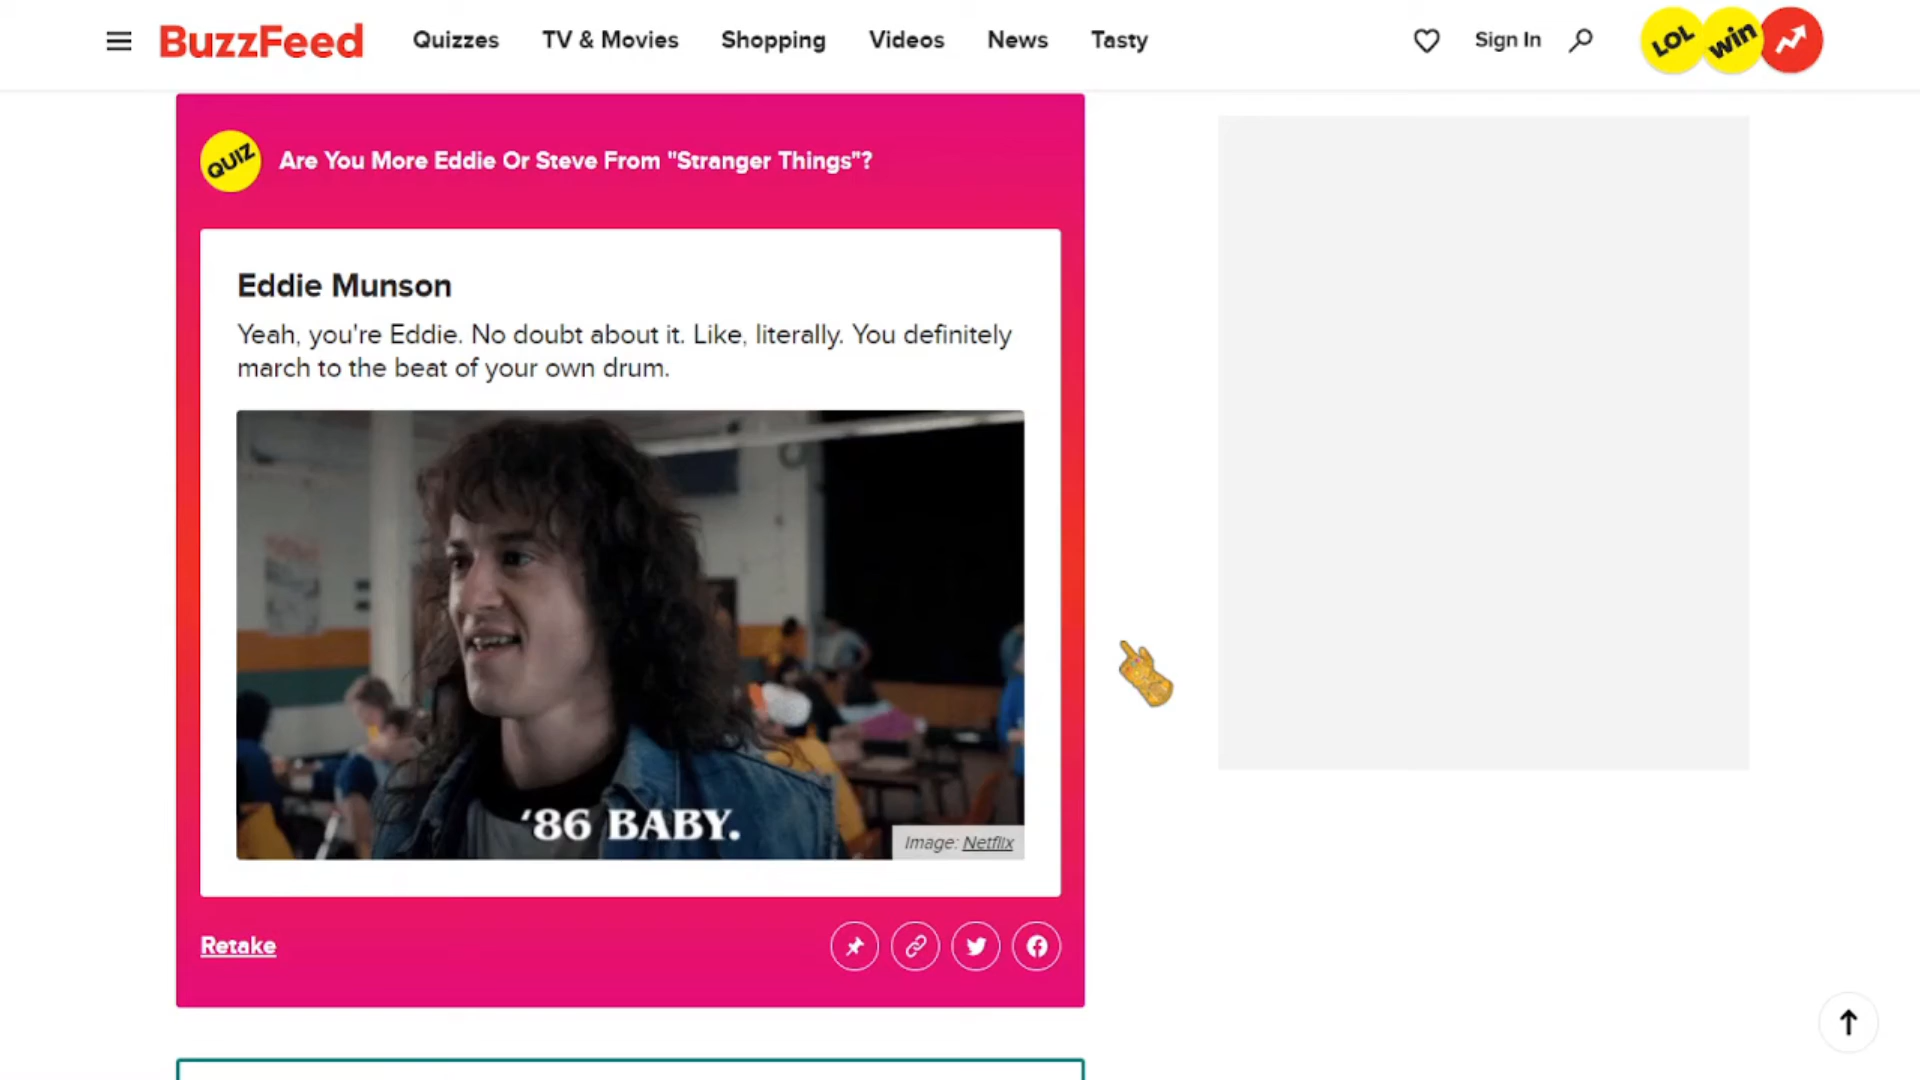 BuzzFeed Quizzes TV & Movies Shopping Videos News Tasty Sign In LOL win
QUIZ Are You More Eddie Or Steve From "Stranger Things"?
Eddie Munson
Yeah, you're Eddie. No doubt about it. Like, literally. You definitely
march to the beat of your own drum.
‘86 BABY.
Image: Netflix
Retake